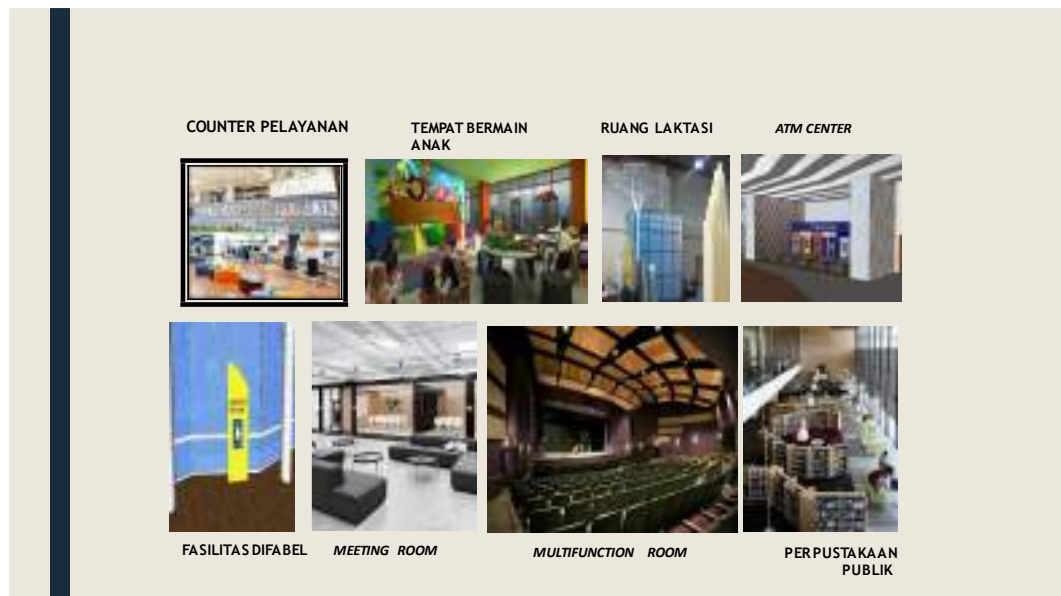 COUNTER PELAYANAN
TEMPAT BERMAIN
ANAK
RUANG LAKTASI
ATM CENTER
FASILITAS DIFABEL
MEETING ROOM
MULTIFUNCTION ROOM
PERPUSTAKAAN
PUBLIK